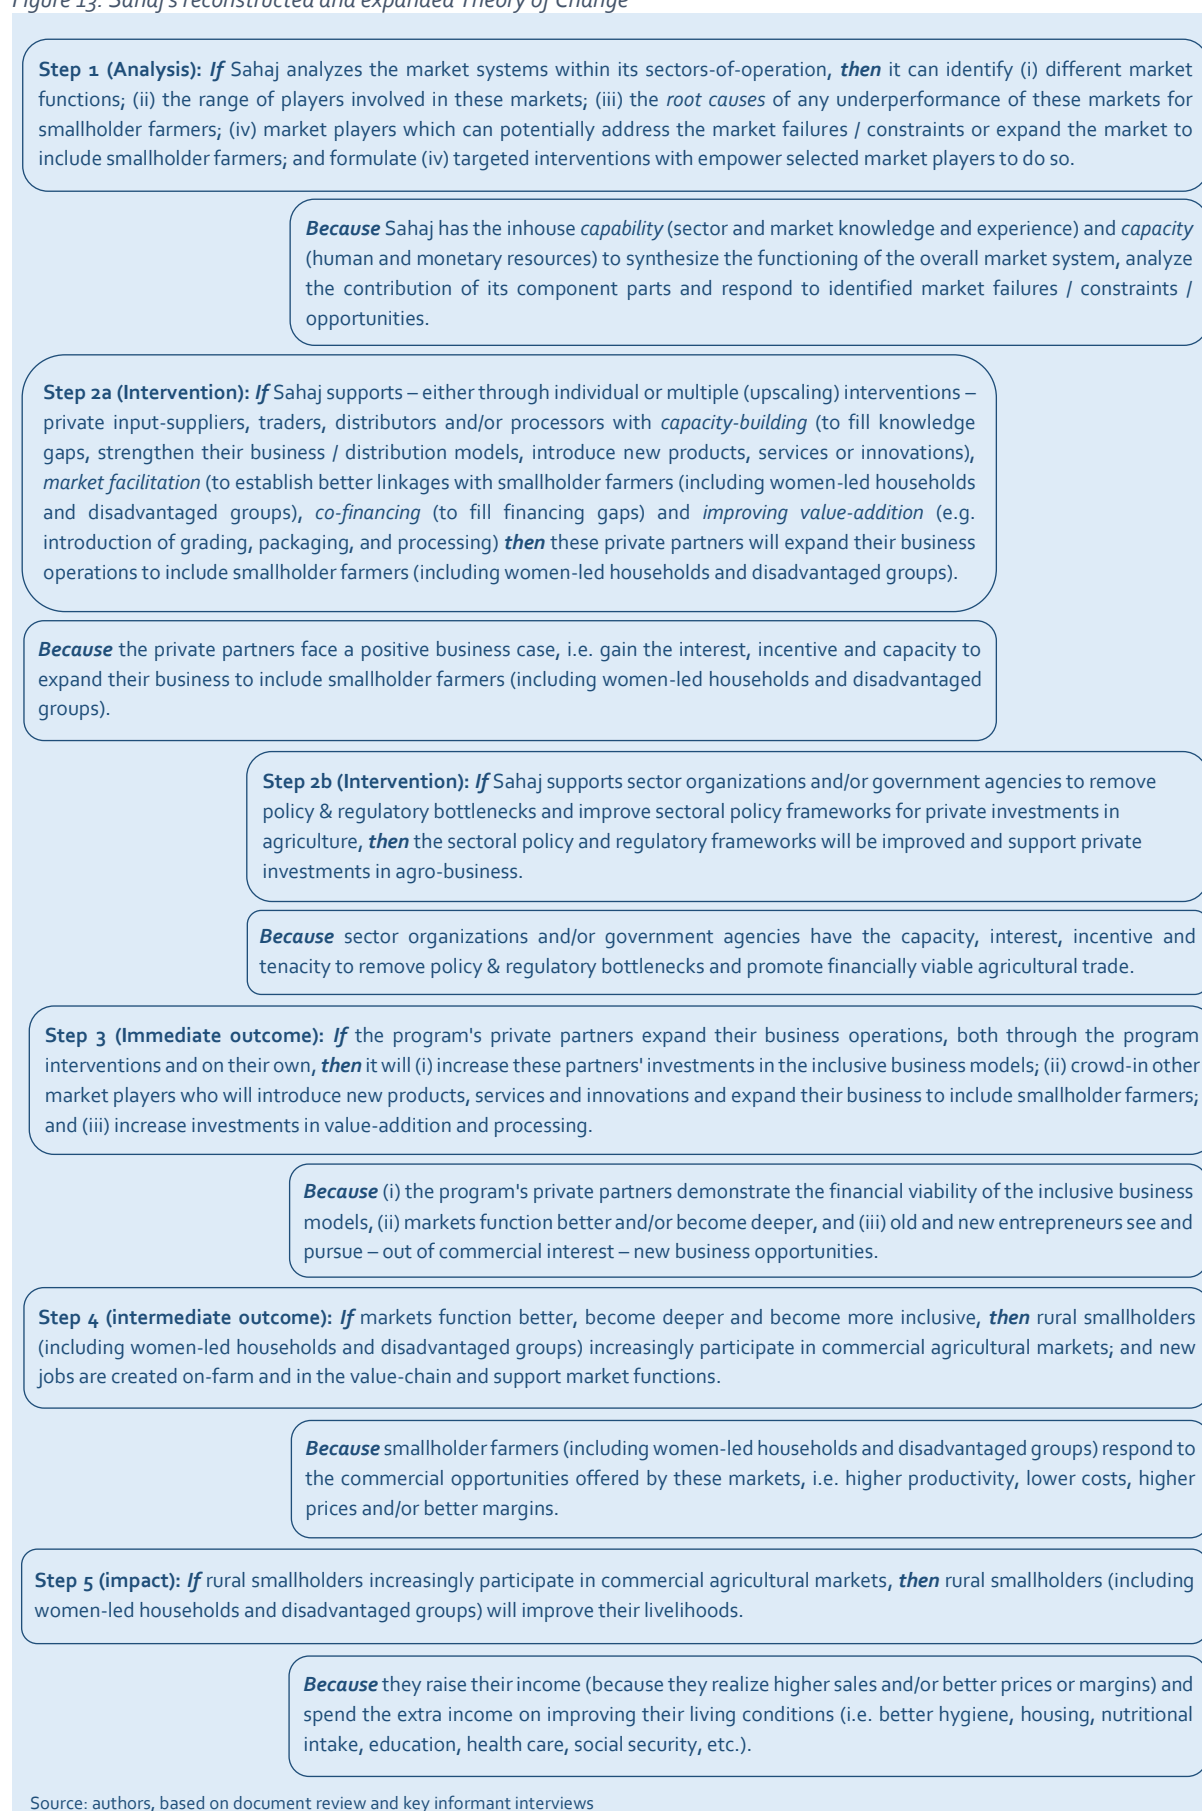 Figure 13: Sahaj's reconstructed and expanded Theory of Change
Step 1 (Analysis): If Sahaj analyzes the market systems within its sectors-of-operation, then it can identify (i) different market
functions; (ii) the range of players involved in these markets; (iii) the root causes of any underperformance of these markets for
smallholder farmers; (iv) market players which can potentially address the market failures / constraints or expand the market to
include smallholder farmers; and formulate (iv) targeted interventions with empower selected market players to do so.
Because Sahaj has the inhouse capability (sector and market knowledge and experience) and capacity
(human and monetary resources) to synthesize the functioning of the overall market system, analyze
the contribution of its component parts and respond to identified market failures / constraints /
opportunities.
Step 2a (Intervention): If Sahaj supports – either through individual or multiple (upscaling) interventions –
private input-suppliers, traders, distributors and/or processors with capacity-building (to fill knowledge
gaps, strengthen their business / distribution models, introduce new products, services or innovations),
market facilitation (to establish better linkages with smallholder farmers (including women-led households
and disadvantaged groups), co-financing (to fill financing gaps) and improving value-addition (e.g.
introduction of grading, packaging, and processing) then these private partners will expand their business
operations to include smallholder farmers (including women-led households and disadvantaged groups).
Because the private partners face a positive business case, i.e. gain the interest, incentive and capacity to
expand their business to include smallholder farmers (including women-led households and disadvantaged
groups).
Step 2b (Intervention): If Sahaj supports sector organizations and/or government agencies to remove
policy & regulatory bottlenecks and improve sectoral policy frameworks for private investments in
agriculture, then the sectoral policy and regulatory frameworks will be improved and support private
investments in agro-business.
Because sector organizations and/or government agencies have the capacity, interest, incentive and
tenacity to remove policy & regulatory bottlenecks and promote financially viable agricultural trade.
Step 3 (Immediate outcome): If the program's private partners expand their business operations, both through the program
interventions and on their own, then it will (i) increase these partners' investments in the inclusive business models; (ii) crowd-in other
market players who will introduce new products, services and innovations and expand their business to include smallholder farmers;
and (iii) increase investments in value-addition and processing.
Because (i) the program's private partners demonstrate the financial viability of the inclusive business
models, (ii) markets function better and/or become deeper, and (iii) old and new entrepreneurs see and
pursue – out of commercial interest – new business opportunities.
Step 4 (intermediate outcome): If markets function better, become deeper and become more inclusive, then rural smallholders
(including women-led households and disadvantaged groups) increasingly participate in commercial agricultural markets; and new
jobs are created on-farm and in the value-chain and support market functions.
Because smallholder farmers (including women-led households and disadvantaged groups) respond to
the commercial opportunities offered by these markets, i.e. higher productivity, lower costs, higher
prices and/or better margins.
Step 5 (impact): If rural smallholders increasingly participate in commercial agricultural markets, then rural smallholders (including
women-led households and disadvantaged groups) will improve their livelihoods.
Because they raise their income (because they realize higher sales and/or better prices or margins) and
spend the extra income on improving their living conditions (i.e. better hygiene, housing, nutritional
intake, education, health care, social security, etc.).
Source: authors, based on document review and key informant interviews